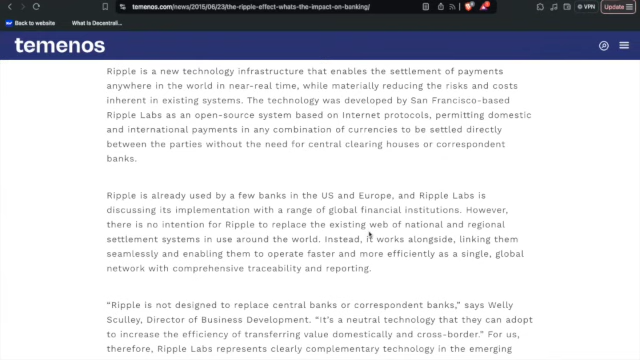 temenos.com/news/2015/06/23/the-ripple-effect-whats-the-impact-on-banking/
VPN
Update
Back to website
What Is Decentrali...
temenos
Ripple is a new technology infrastructure that enables the settlement of payments
anywhere in the world in near-real time, while materially reducing the risks and costs
inherent in existing systems. The technology was developed by San Francisco-based
Ripple Labs as an open-source system based on Internet protocols, permitting domestic
and international payments in any combination of currencies to be settled directly
between the parties without the need for central clearing houses or correspondent
banks.
Ripple is already used by a few banks in the US and Europe, and Ripple Labs is
discussing its implementation with a range of global financial institutions. However,
there is no intention for Ripple to replace the existing web of national and regional
settlement systems in use around the world. Instead, it works alongside, linking them
seamlessly and enabling them to operate faster and more efficiently as a single, global
network with comprehensive traceability and reporting.
“Ripple is not designed to replace central banks or correspondent banks,” says Welly
Sculley, Director of Business Development. “It’s a neutral technology that they can adopt
to increase the efficiency of transferring value domestically and cross-border.” For us,
therefore, Ripple Labs represents clearly complementary technology in the emerging